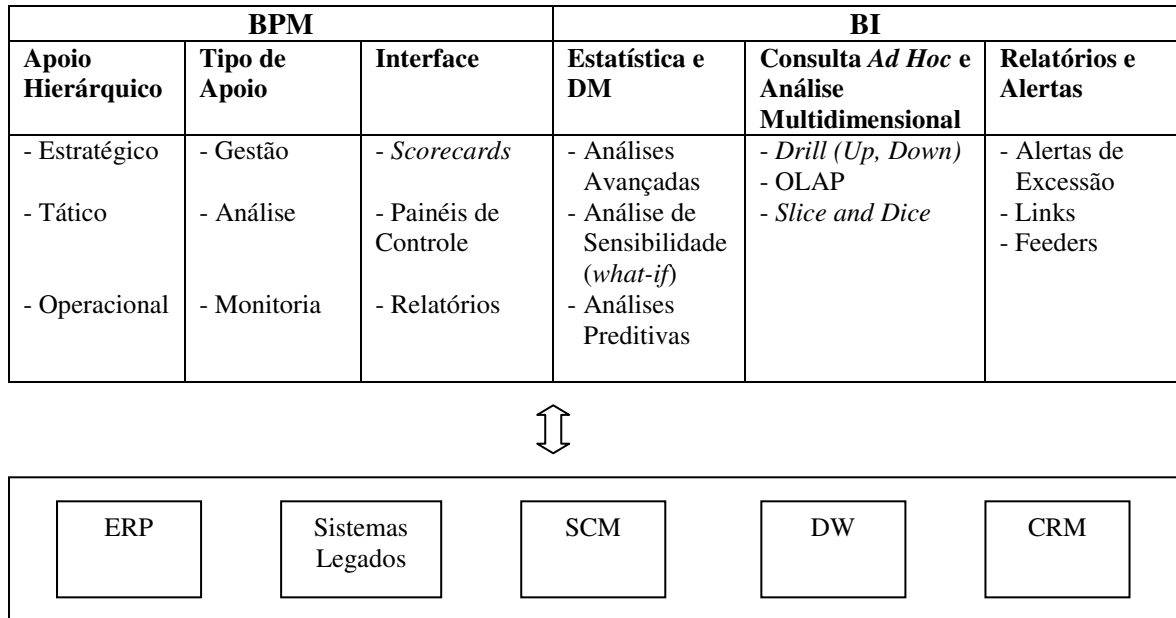 BPM
BI
Apoio
Hierárquico
Tipo de
Apoio
Interface
Estatística e
DM
Consulta Ad Hoc e
Análise
Multidimensional
Relatórios e
Alertas
- Estratégico
- Tático
- Operacional
- Gestão
- Análise
- Monitoria
- Scorecards
- Painéis de
Controle
- Relatórios
- Análises
Avançadas
- Análise de
Sensibilidade
(what-if)
- Análises
Preditivas
- Drill (Up, Down)
- OLAP
- Slice and Dice
- Alertas de
Excessão
- Links
- Feeders
ERP
Sistemas
Legados
SCM
DW
CRM